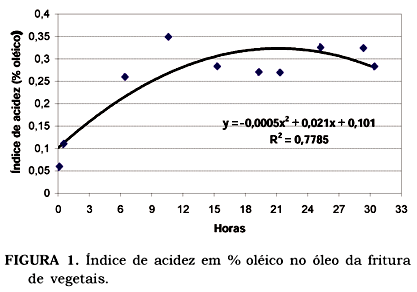 Índice de acidez (% oléico)
0,4
0,35
0,3
0,25
0,2
0,15
0,1
0,05
0
y = -0,0005x² + 0,021x + 0,101
R² = 0,7785
0 3 6 9 12 15 18 21 24 27 30 33
Horas
FIGURA 1. Índice de acidez em % oléico no óleo da fritura
de vegetais.